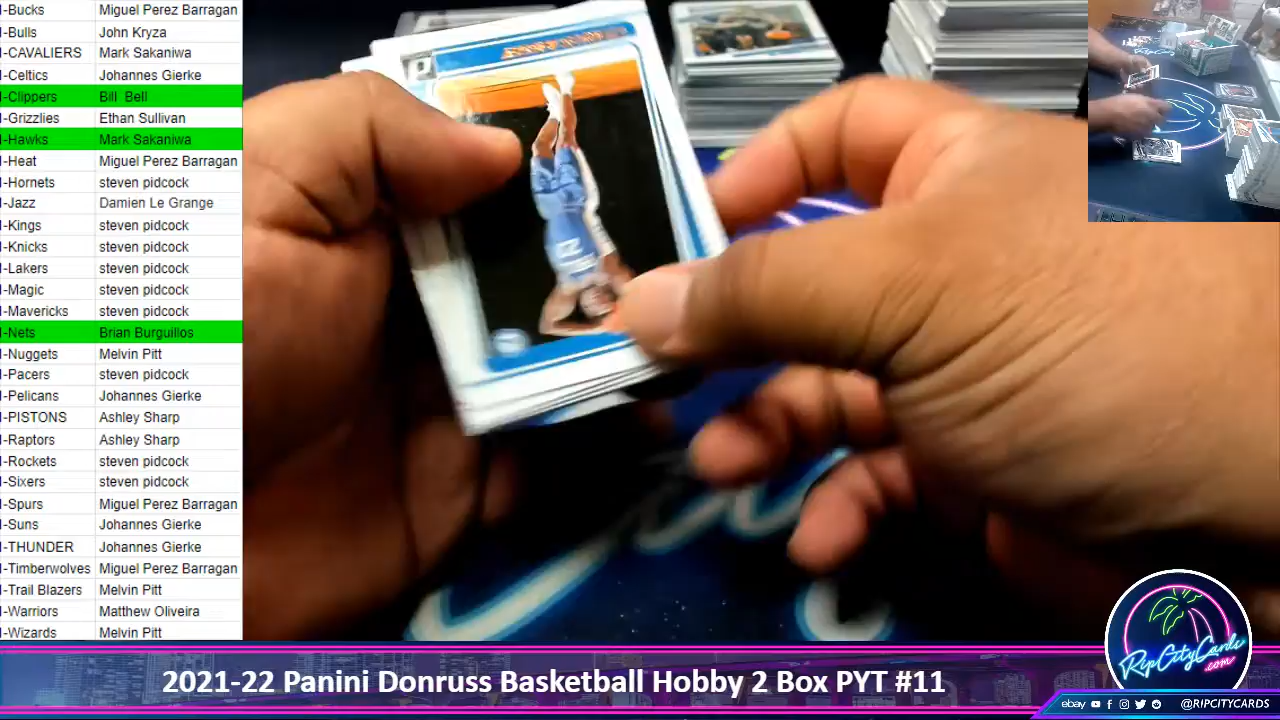 I-Bucks Miguel Perez Barragan
I-Bulls John Kryza
I-CAVALIERS Mark Sakaniwa
I-Celtics Johannes Gierke
I-Clippers Bill Bell
I-Grizzlies Ethan Sullivan
I-Hawks Mark Sakaniwa
I-Heat Miguel Perez Barragan
I-Hornets steven pidcock
I-Jazz Damien Le Grange
I-Kings steven pidcock
I-Knicks steven pidcock
I-Lakers steven pidcock
I-Magic steven pidcock
I-Mavericks steven pidcock
I-Nets Brian Burguillos
I-Nuggets Melvin Pitt
I-Pacers steven pidcock
I-Pelicans Johannes Gierke
I-PISTONS Ashley Sharp
I-Raptors Ashley Sharp
I-Rockets steven pidcock
I-Sixers steven pidcock
I-Spurs Miguel Perez Barragan
I-Suns Johannes Gierke
I-THUNDER Johannes Gierke
I-Timberwolves Miguel Perez Barragan
I-Trail Blazers Melvin Pitt
I-Warriors Matthew Oliveira
I-Wizards Melvin Pitt
2021-22 Panini Donruss Basketball Hobby 2 Box PYT #11
RipCityCards
.com
ebay @RIPCITYCARDS